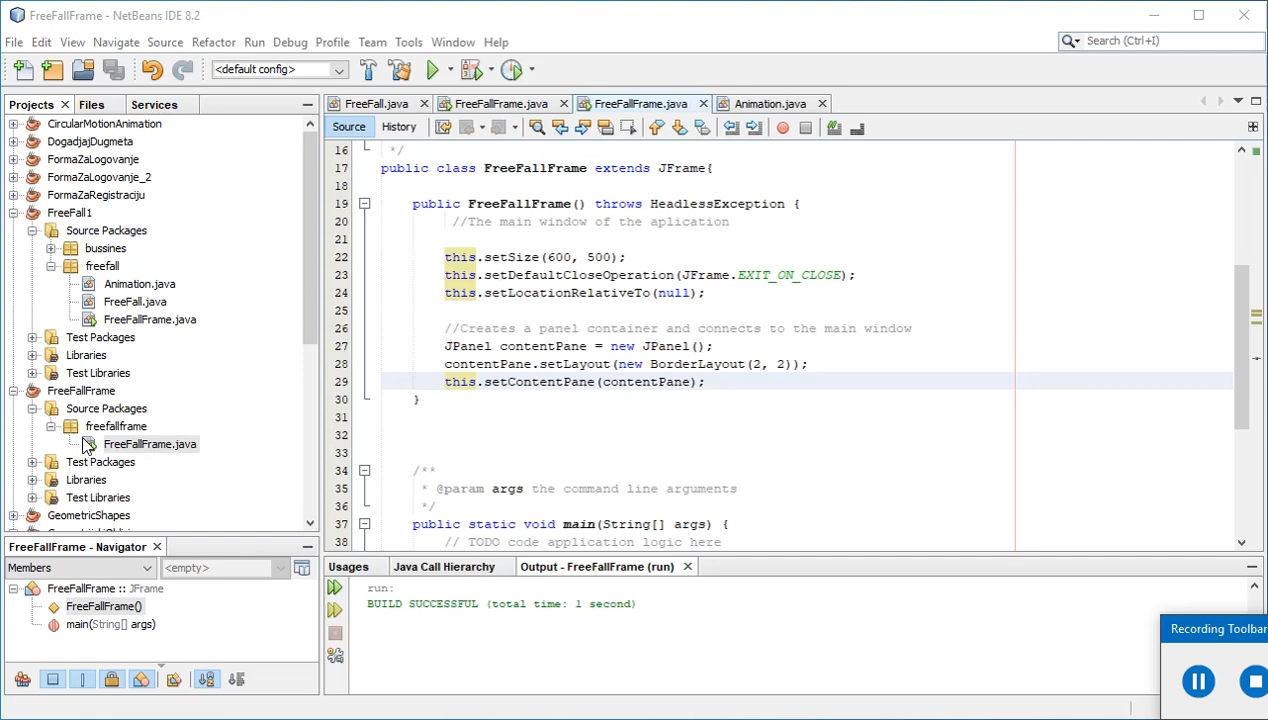 FreeFallFrame - NetBeans IDE 8.2
File Edit View Navigate Source Refactor Run Debug Profile Team Tools Window Help
Search (Ctrl+I)
<default config>
Projects Files Services
CircularMotionAnimation
DogadjajDugmeta
FormaZaLogovanje
FormaZaLogovanje_2
FormaZaRegistraciju
FreeFall1
Source Packages
bussines
freefall
Animation.java
FreeFall.java
FreeFallFrame.java
Test Packages
Libraries
Test Libraries
FreeFallFrame
Source Packages
freefallframe
FreeFallFrame.java
Test Packages
Libraries
Test Libraries
GeometricShapes
FreeFallFrame - Navigator
Members <empty>
FreeFallFrame :: JFrame
FreeFallFrame()
main(String[] args)
FreeFall.java FreeFallFrame.java FreeFallFrame.java Animation.java
Source History
16 */
17 public class FreeFallFrame extends JFrame{
18
19 public FreeFallFrame() throws HeadlessException {
20 //The main window of the aplication
21
22 this.setSize(600, 500);
23 this.setDefaultCloseOperation(JFrame.EXIT_ON_CLOSE);
24 this.setLocationRelativeTo(null);
25
26 //Creates a panel container and connects to the main window
27 JPanel contentPane = new JPanel();
28 contentPane.setLayout(new BorderLayout(2, 2));
29 this.setContentPane(contentPane);
30 }
31
32
33
34 /**
35 * @param args the command line arguments
36 */
37 public static void main(String[] args) {
38 // TODO code application logic here
Usages Java Call Hierarchy Output - FreeFallFrame (run)
run:
BUILD SUCCESSFUL (total time: 1 second)
Recording Toolbar